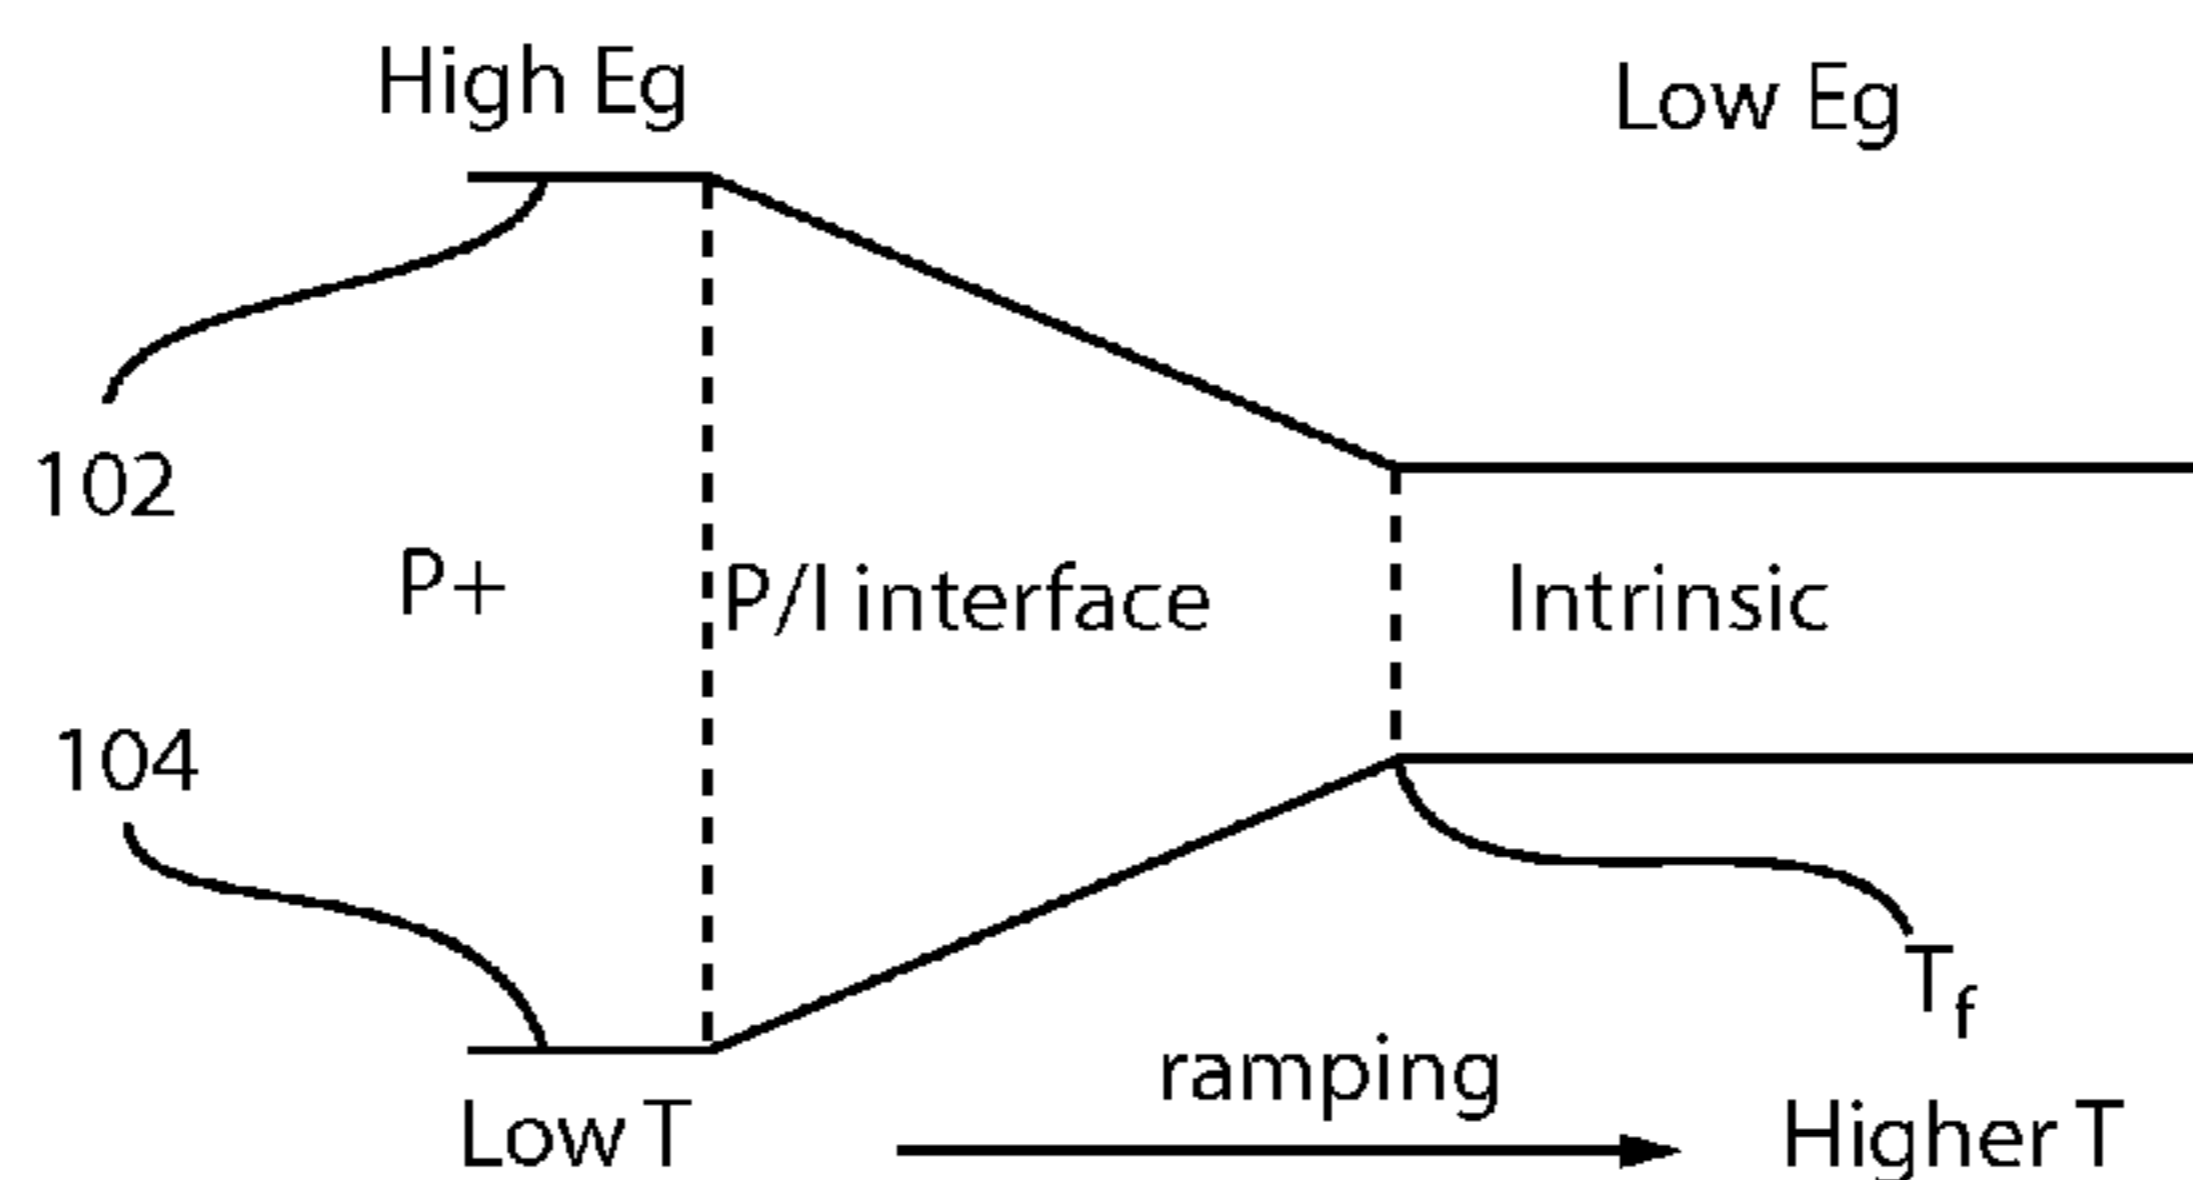 High Eg
Low Eg
102
P+
P/I interface
Intrinsic
104
Tf
ramping
Low T
Higher T